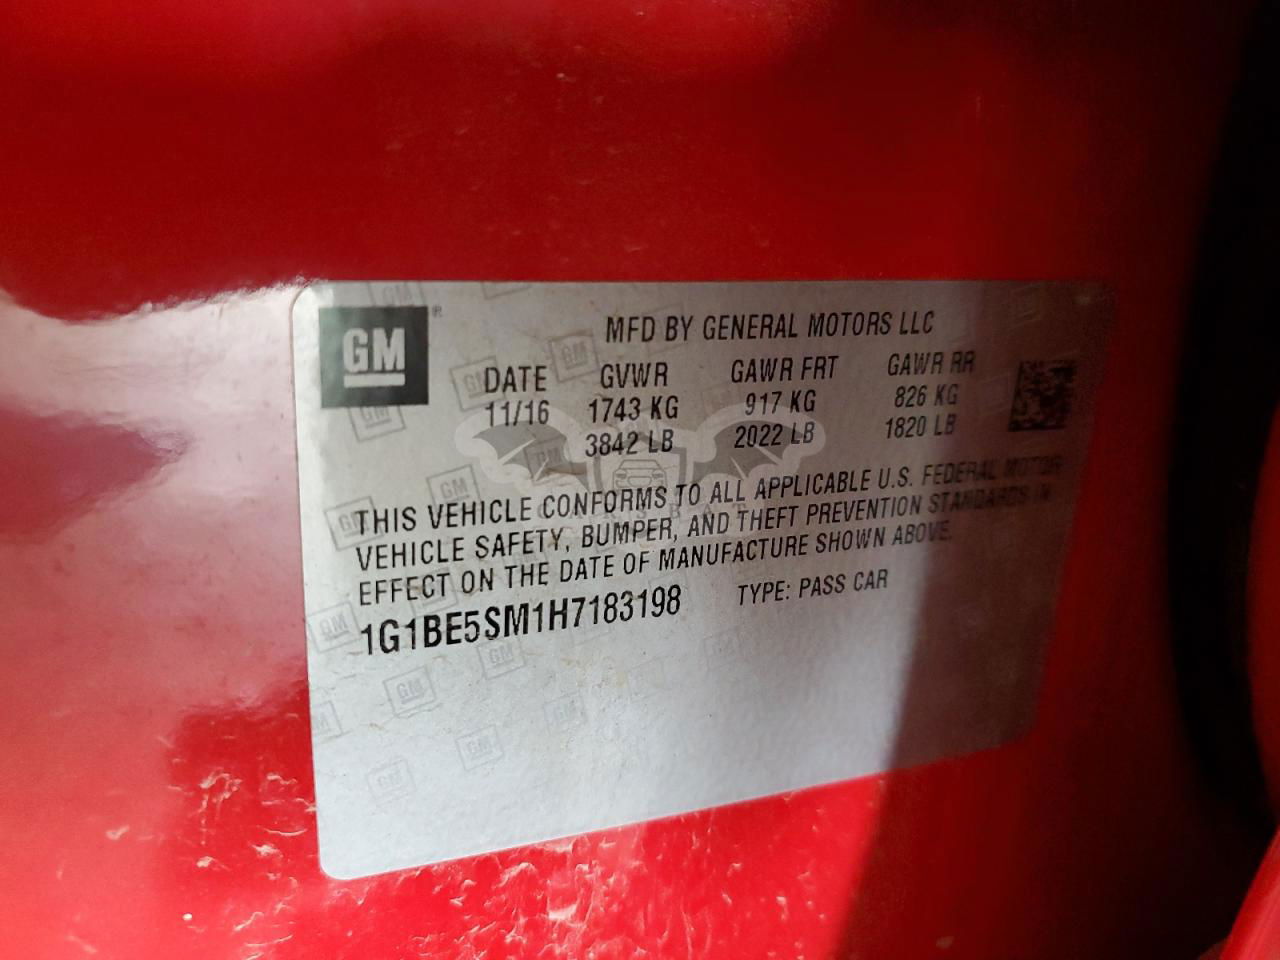 GM
MFD BY GENERAL MOTORS LLC
DATE GVWR GAWR FRT GAWR RR
11/16 1743 KG 917 KG 826 KG
3842 LB 2022 LB 1820 LB
THIS VEHICLE CONFORMS TO ALL APPLICABLE U.S. FEDERAL MOTOR
VEHICLE SAFETY, BUMPER, AND THEFT PREVENTION STANDARDS IN
EFFECT ON THE DATE OF MANUFACTURE SHOWN ABOVE.
1G1BE5SM1H7183198 TYPE: PASS CAR